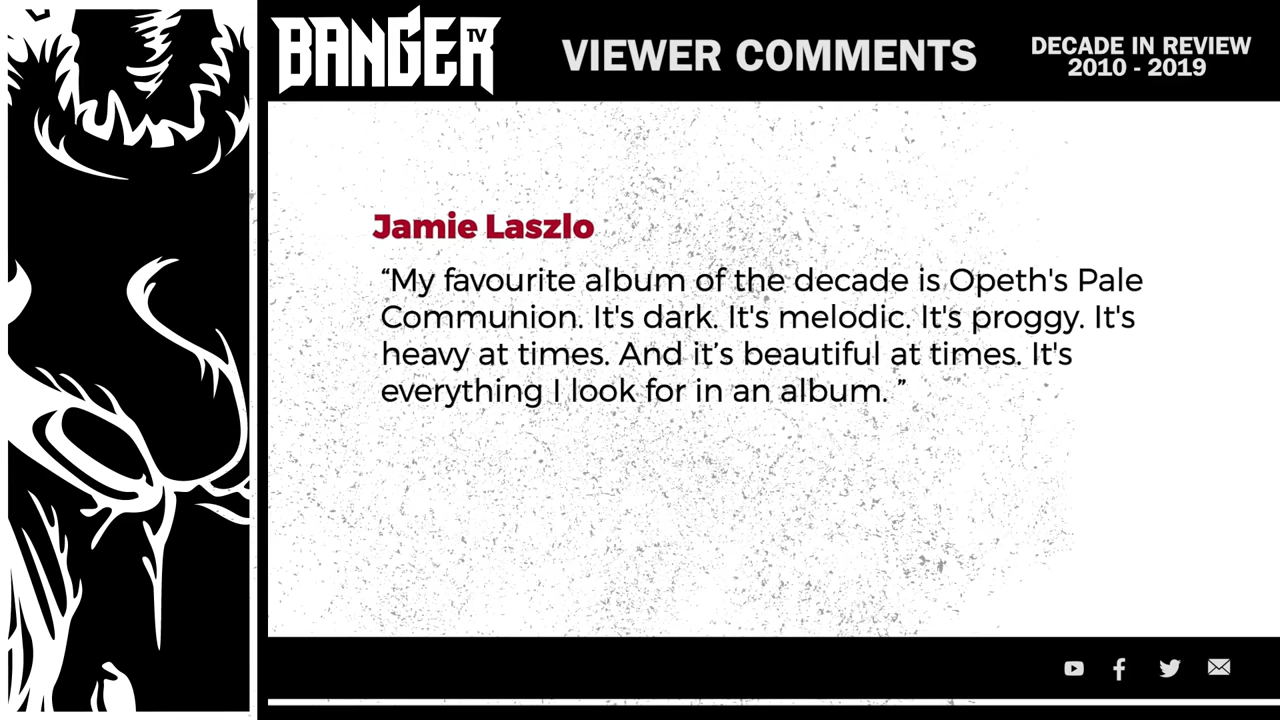 BANGER TV
VIEWER COMMENTS
DECADE IN REVIEW
2010 - 2019
Jamie Laszlo
“My favourite album of the decade is Opeth's Pale
Communion. It's dark. It's melodic. It's proggy. It's
heavy at times. And it’s beautiful at times. It's
everything I look for in an album. ”